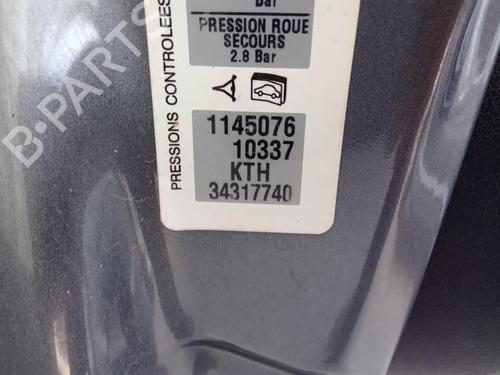 Bar
PRESSION ROUE
SECOURS
2.8 Bar
PRESSIONS CONTROLEES
1145076
10337
KTH
34317740
B-PARTS